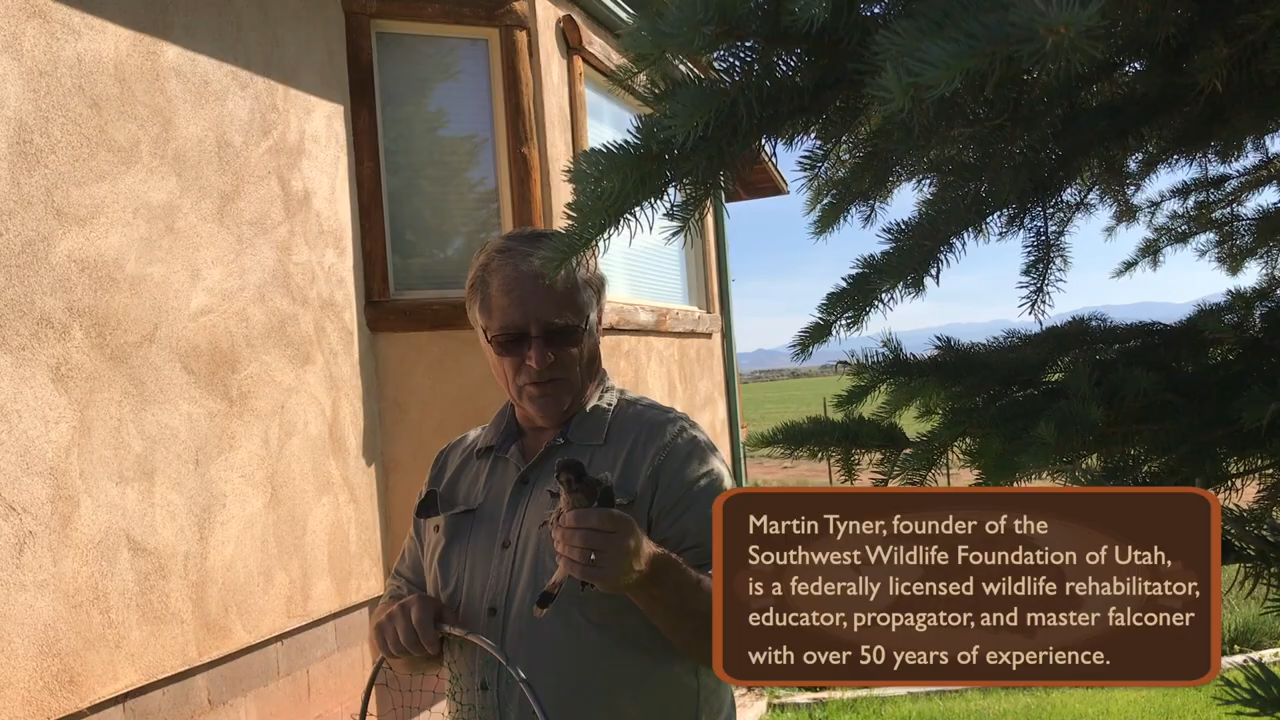 Martin Tyner, founder of the
Southwest Wildlife Foundation of Utah,
is a federally licensed wildlife rehabilitator,
educator, propagator, and master falconer
with over 50 years of experience.